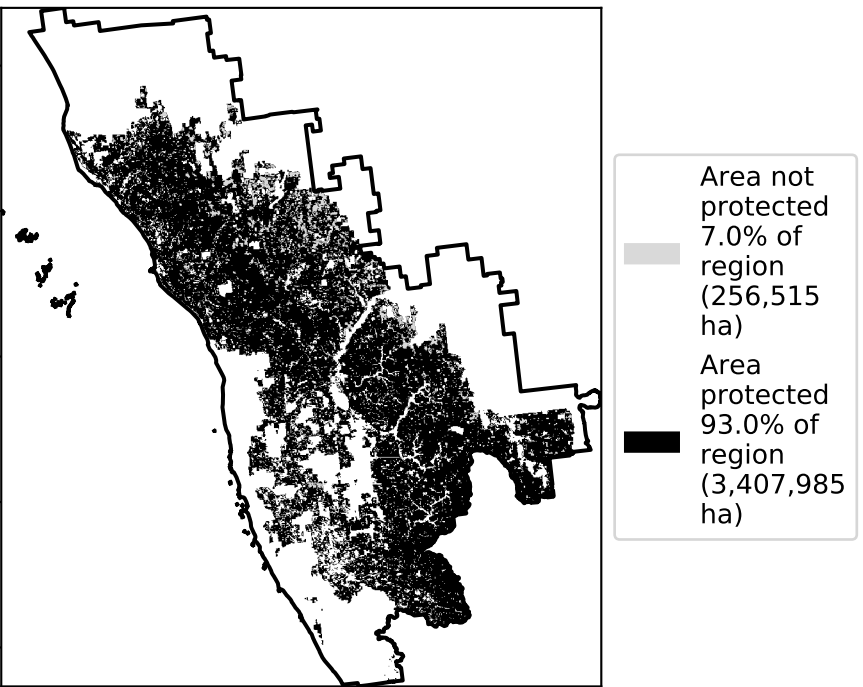 Area not
protected
7.0% of
region
(256,515
ha)
Area
protected
93.0% of
region
(3,407,985
ha)